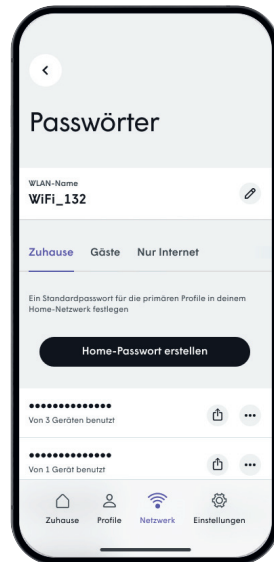 Passwörter
WLAN-Name
WiFi_132
Zuhause Gäste Nur Internet
Ein Standardpasswort für die primären Profile in deinem
Home-Netzwerk festlegen
Home-Passwort erstellen
••••••••••••••
Von 3 Geräten benutzt
••••••••••••••
Von 1 Gerät benutzt
Zuhause Profile Netzwerk Einstellungen